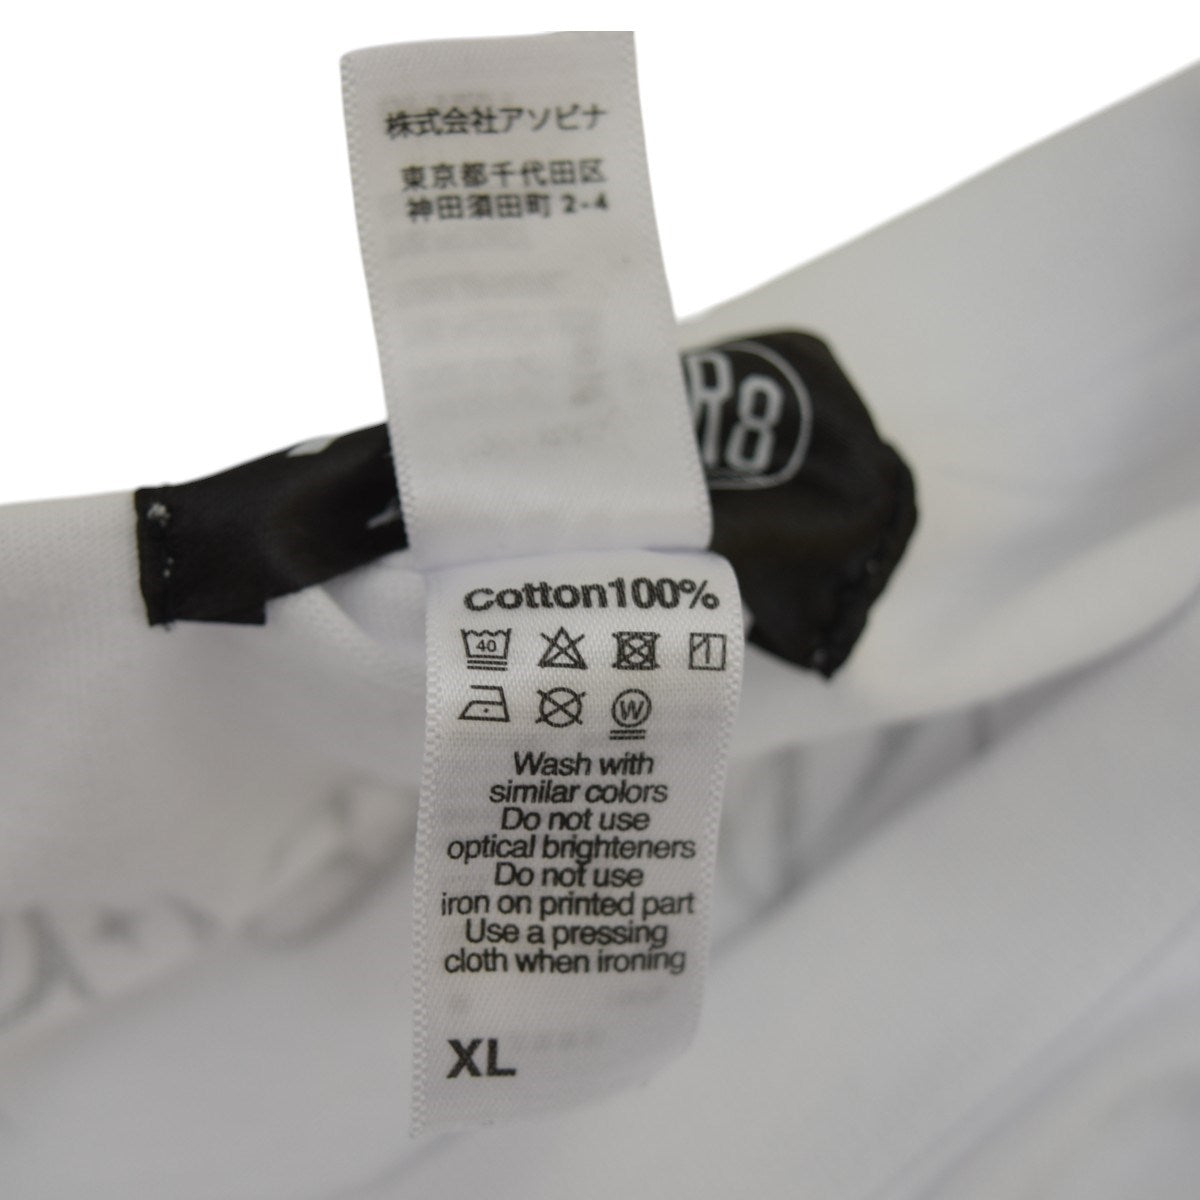 株式会社アソビナ
東京都千代田区
神田須田町 2-4
R8
cotton100%
40
W
Wash with
similar colors
Do not use
optical brighteners
Do not use
iron on printed part
Use a pressing
cloth when ironing
XL